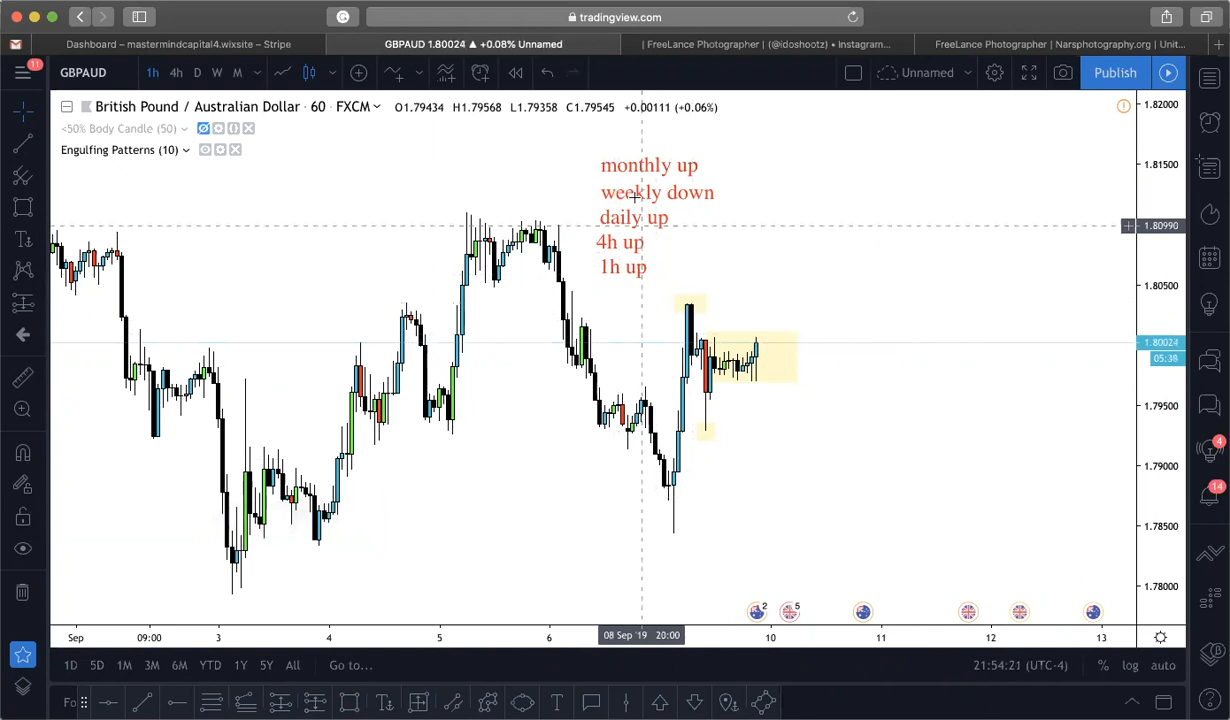 tradingview.com
Dashboard – mastermindcapital4.wixsite – Stripe
GBPAUD 1.80024 ▲ +0.08% Unnamed
| FreeLance Photographer | (@idoshootz) • Instagram...
FreeLance Photographer | Narsphotography.org | Unit...
11
GBPAUD
1h 4h D W M
Unnamed
Publish
British Pound / Australian Dollar · 60 · FXCM
O1.79434 H1.79568 L1.79358 C1.79545 +0.00111 (+0.06%)
<50% Body Candle (50)
Engulfing Patterns (10)
monthly up
weekly down
daily up
4h up
1h up
1.82000
1.81500
1.80990
1.80500
1.80024
05:38
1.79500
1.79000
1.78500
1.78000
4
14
2
5
Sep 09:00 3 4 5 6 08 Sep '19 20:00 10 11 12 13
1D 5D 1M 3M 6M YTD 1Y 5Y All Go to...
21:54:21 (UTC-4) % log auto
Fo